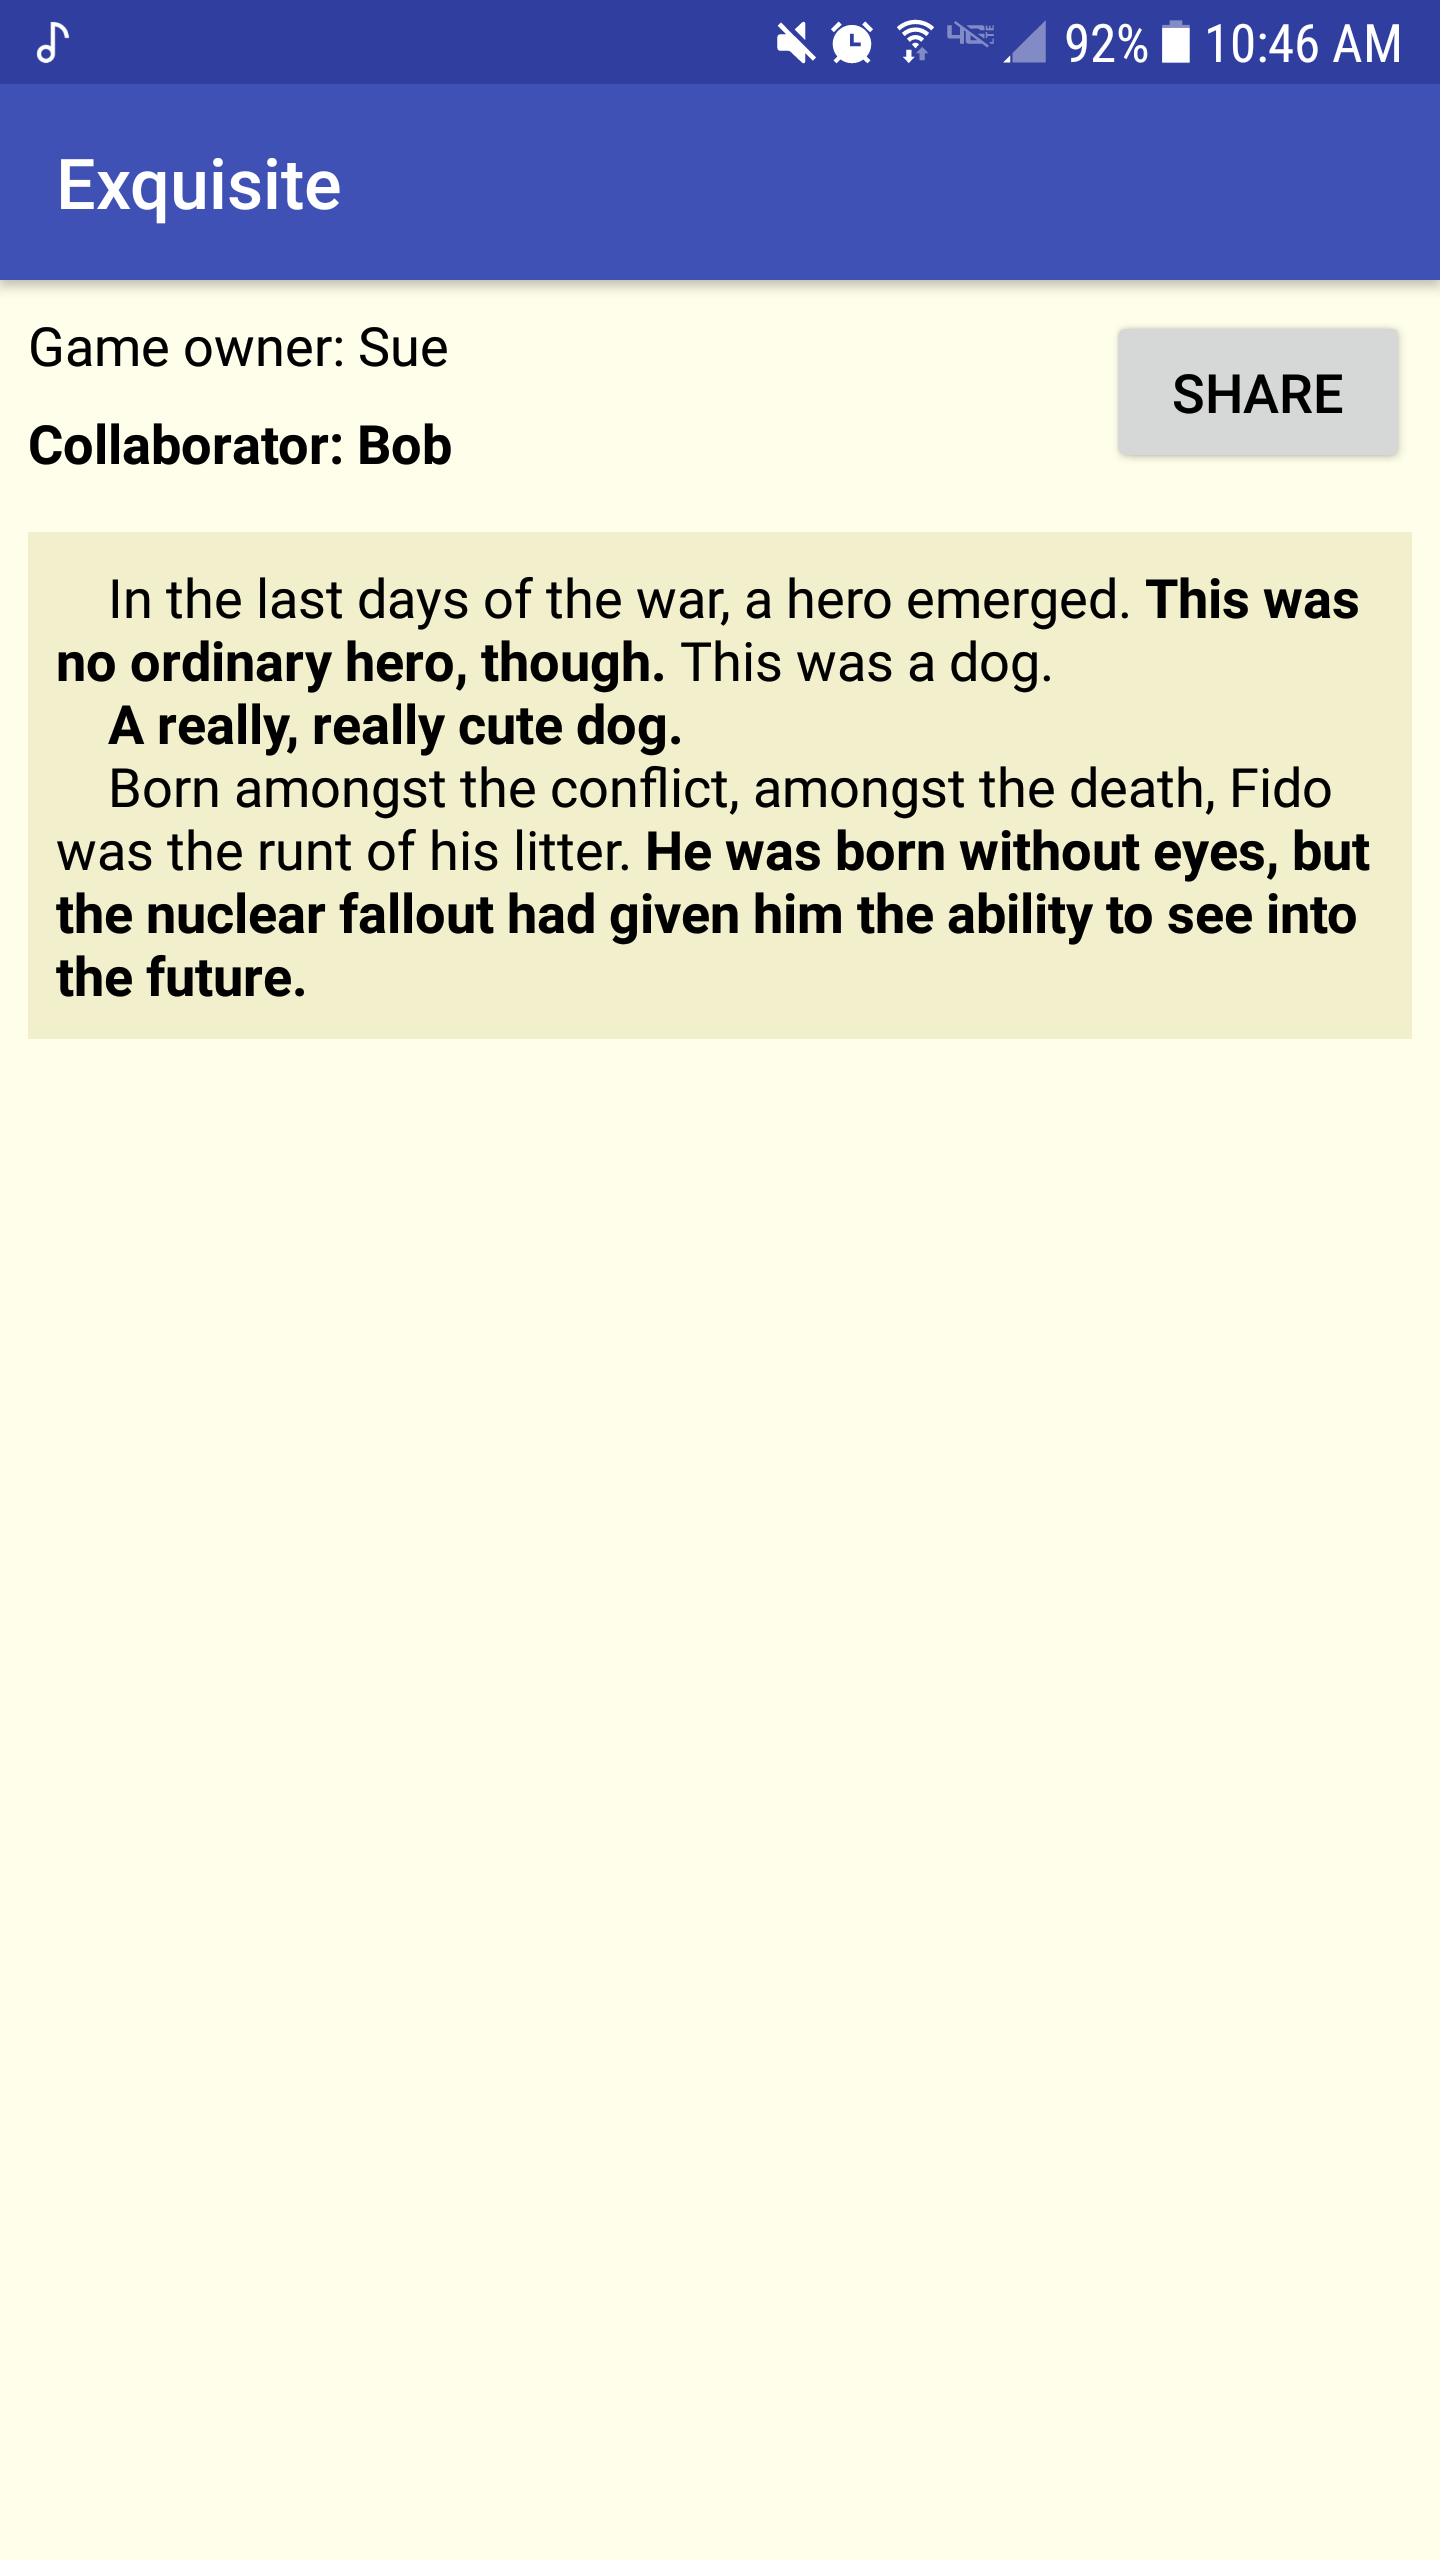 92% 10:46 AM
Exquisite
Game owner: Sue
SHARE
Collaborator: Bob
In the last days of the war, a hero emerged. This was
no ordinary hero, though. This was a dog.
A really, really cute dog.
Born amongst the conflict, amongst the death, Fido
was the runt of his litter. He was born without eyes, but
the nuclear fallout had given him the ability to see into
the future.